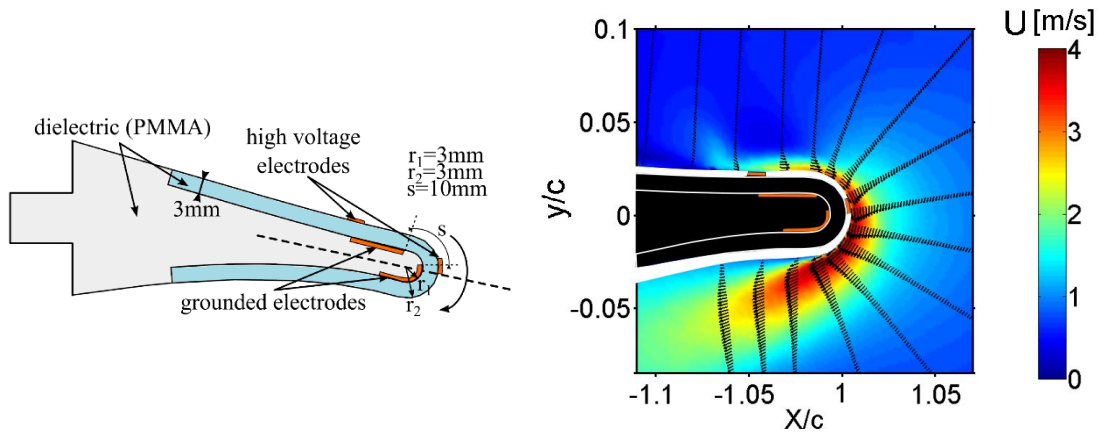 dielectric (PMMA)
high voltage
electrodes
r₁=3mm
r₂=3mm
s=10mm
3mm
s
r₁
r₂
grounded electrodes
U [m/s]
4
3
2
1
0
0.1
0.05
0
-0.05
y/c
-1.1
-1.05
1
1.05
X/c